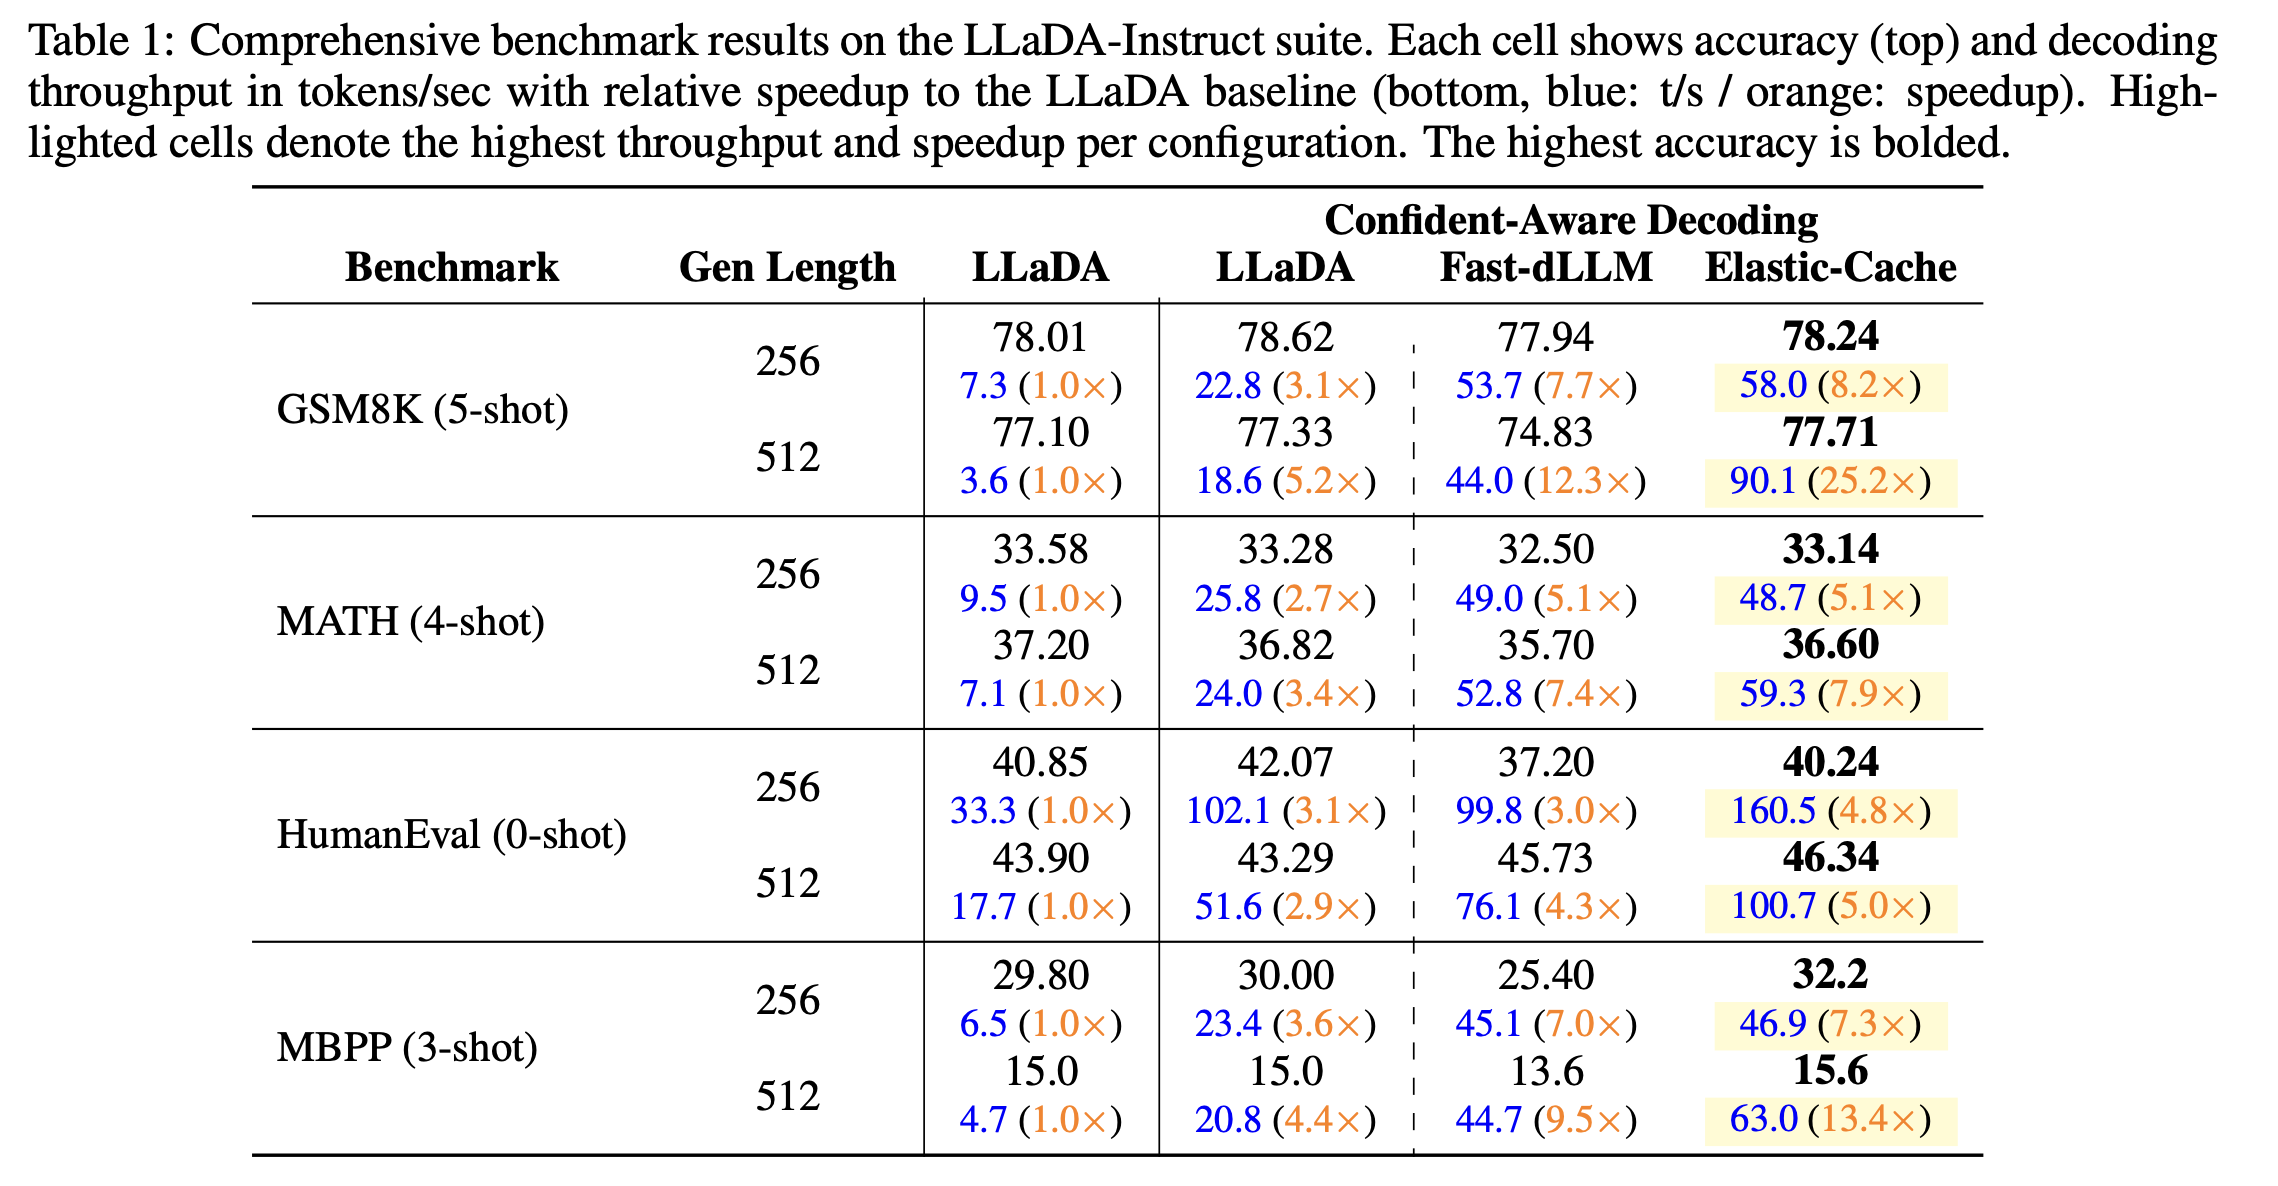 Table 1: Comprehensive benchmark results on the LLaDA-Instruct suite. Each cell shows accuracy (top) and decoding
throughput in tokens/sec with relative speedup to the LLaDA baseline (bottom, blue: t/s / orange: speedup). High-
lighted cells denote the highest throughput and speedup per configuration. The highest accuracy is bolded.
Confident-Aware Decoding
Benchmark Gen Length LLaDA LLaDA Fast-dLLM Elastic-Cache
GSM8K (5-shot)
256
78.01 78.62 77.94 78.24
7.3 (1.0×) 22.8 (3.1×) 53.7 (7.7×) 58.0 (8.2×)
512
77.10 77.33 74.83 77.71
3.6 (1.0×) 18.6 (5.2×) 44.0 (12.3×) 90.1 (25.2×)
MATH (4-shot)
256
33.58 33.28 32.50 33.14
9.5 (1.0×) 25.8 (2.7×) 49.0 (5.1×) 48.7 (5.1×)
512
37.20 36.82 35.70 36.60
7.1 (1.0×) 24.0 (3.4×) 52.8 (7.4×) 59.3 (7.9×)
HumanEval (0-shot)
256
40.85 42.07 37.20 40.24
33.3 (1.0×) 102.1 (3.1×) 99.8 (3.0×) 160.5 (4.8×)
512
43.90 43.29 45.73 46.34
17.7 (1.0×) 51.6 (2.9×) 76.1 (4.3×) 100.7 (5.0×)
MBPP (3-shot)
256
29.80 30.00 25.40 32.2
6.5 (1.0×) 23.4 (3.6×) 45.1 (7.0×) 46.9 (7.3×)
512
15.0 15.0 13.6 15.6
4.7 (1.0×) 20.8 (4.4×) 44.7 (9.5×) 63.0 (13.4×)